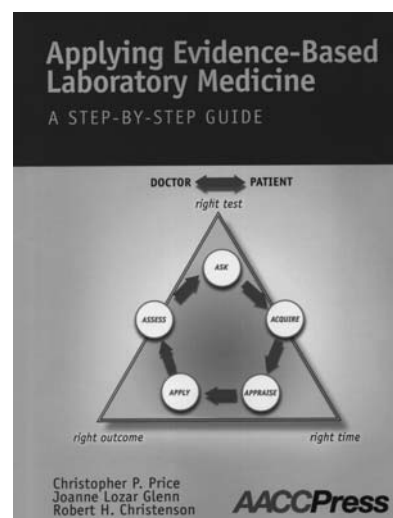 Applying Evidence-Based
Laboratory Medicine
A STEP-BY-STEP GUIDE
DOCTOR PATIENT
right test
ASK
ASSESS
ACQUIRE
APPLY
APPRAISE
right outcome
right time
Christopher P. Price
Joanne Lozar Glenn
Robert H. Christenson
AACCPress